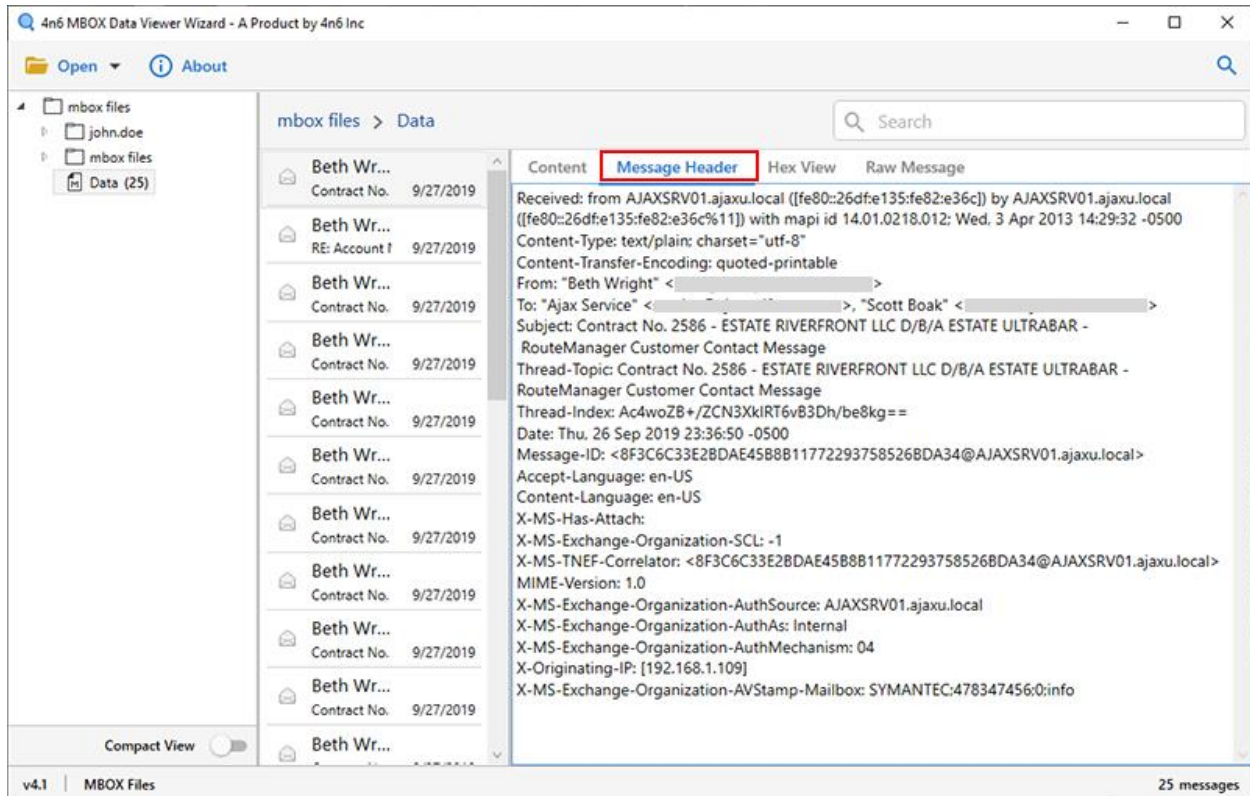 4n6 MBOX Data Viewer Wizard - A Product by 4n6 Inc
Open About
mbox files
john.doe
mbox files
Data (25)
Compact View
mbox files > Data
Search
Beth Wr...
Contract No. 9/27/2019
Beth Wr...
RE: Account 9/27/2019
Beth Wr...
Contract No. 9/27/2019
Beth Wr...
Contract No. 9/27/2019
Beth Wr...
Contract No. 9/27/2019
Beth Wr...
Contract No. 9/27/2019
Beth Wr...
Contract No. 9/27/2019
Beth Wr...
Contract No. 9/27/2019
Beth Wr...
Contract No. 9/27/2019
Beth Wr...
Contract No. 9/27/2019
Beth Wr...
Content Message Header Hex View Raw Message
Received: from AJAXSRV01.ajaxu.local ([fe80::26df:e135:fe82:e36c]) by AJAXSRV01.ajaxu.local
([fe80::26df:e135:fe82:e36c%11]) with mapi id 14.01.0218.012; Wed, 3 Apr 2013 14:29:32 -0500
Content-Type: text/plain; charset="utf-8"
Content-Transfer-Encoding: quoted-printable
From: "Beth Wright" < >
To: "Ajax Service" < >, "Scott Boak" < >
Subject: Contract No. 2586 - ESTATE RIVERFRONT LLC D/B/A ESTATE ULTRABAR -
RouteManager Customer Contact Message
Thread-Topic: Contract No. 2586 - ESTATE RIVERFRONT LLC D/B/A ESTATE ULTRABAR -
RouteManager Customer Contact Message
Thread-Index: Ac4woZB+/ZCN3XkIRT6vB3Dh/be8kg==
Date: Thu, 26 Sep 2019 23:36:50 -0500
Message-ID: <8F3C6C33E2BDAE45B8B11772293758526BDA34@AJAXSRV01.ajaxu.local>
Accept-Language: en-US
Content-Language: en-US
X-MS-Has-Attach:
X-MS-Exchange-Organization-SCL: -1
X-MS-TNEF-Correlator: <8F3C6C33E2BDAE45B8B11772293758526BDA34@AJAXSRV01.ajaxu.local>
MIME-Version: 1.0
X-MS-Exchange-Organization-AuthSource: AJAXSRV01.ajaxu.local
X-MS-Exchange-Organization-AuthAs: Internal
X-MS-Exchange-Organization-AuthMechanism: 04
X-Originating-IP: [192.168.1.109]
X-MS-Exchange-Organization-AVStamp-Mailbox: SYMANTEC;478347456;0;info
v4.1 | MBOX Files
25 messages